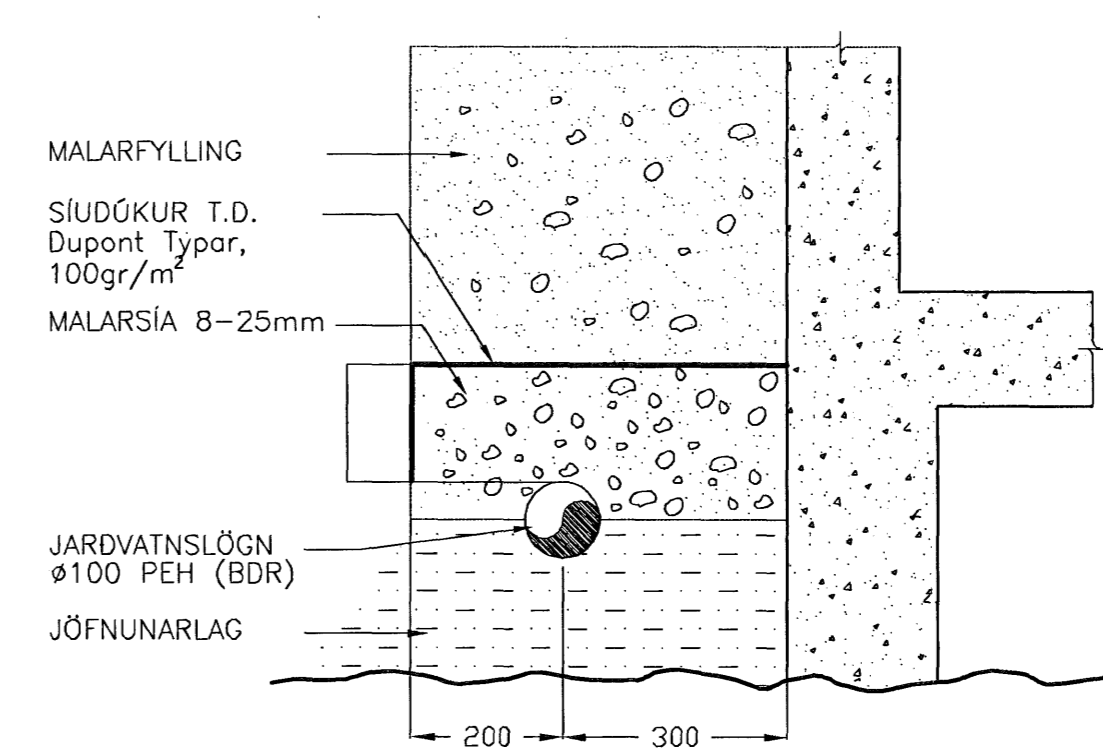 MALARFYLLING
SÍUDÚKUR T.D.
Dupont Typar,
100gr/m²
MALARSÍA 8-25mm
JARÐVATNSLÖGN
ø100 PEH (BDR)
JÖFNUNARLAG
200
300